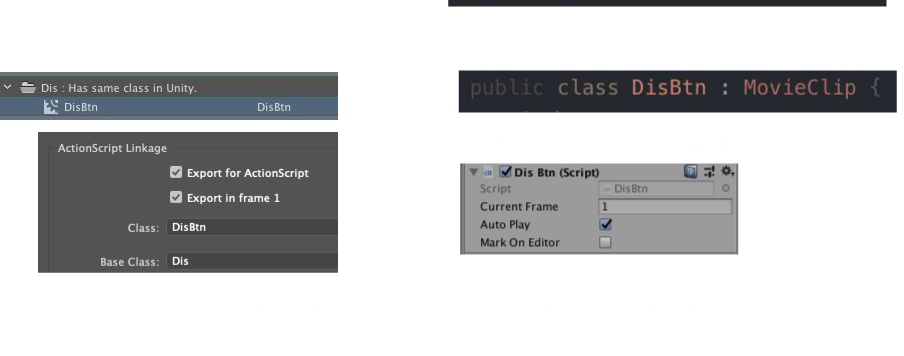 Dis : Has same class in Unity.
DisBtn DisBtn
ActionScript Linkage
Export for ActionScript
Export in frame 1
Class: DisBtn
Base Class: Dis
public class DisBtn : MovieClip {
Dis Btn (Script)
Script DisBtn
Current Frame 1
Auto Play
Mark On Editor